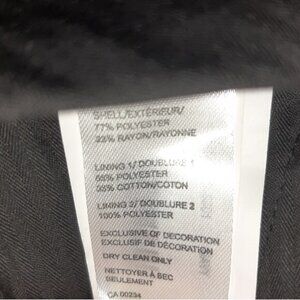 SHELL/EXTÉRIEUR/
77% POLYESTER
23% RAYON/RAYONNE
LINING 1/ DOUBLURE 1
65% POLYESTER
35% COTTON/COTON
LINING 2/ DOUBLURE 2
100% POLYESTER
EXCLUSIVE OF DECORATION
EXCLUSIF DE DÉCORATION
DRY CLEAN ONLY
NETTOYER À SEC
SEULEMENT
CA 00234